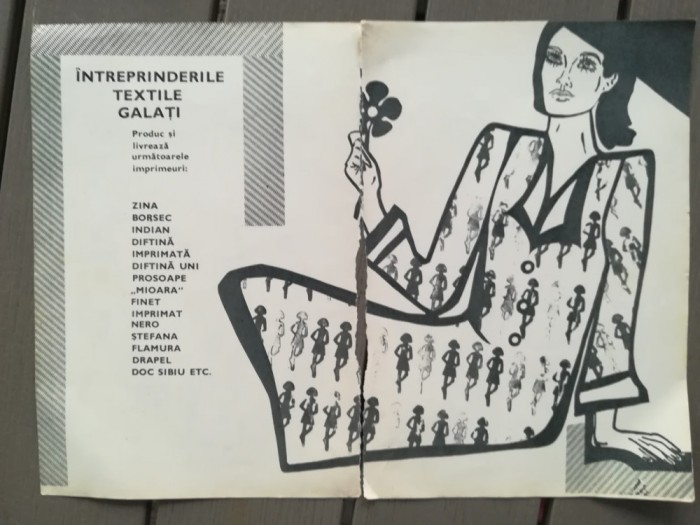 ÎNTREPRINDERILE
TEXTILE
GALAȚI
Produc și
livrează
următoarele
imprimeuri:
ZINA
BORSEC
INDIAN
DIFTINĂ
IMPRIMATĂ
DIFTINĂ UNI
PROSOAPE
„MIOARA"
FINET
IMPRIMAT
NERO
STEFANA
FLAMURA
DRAPEL
DOC SIBIU ETC.